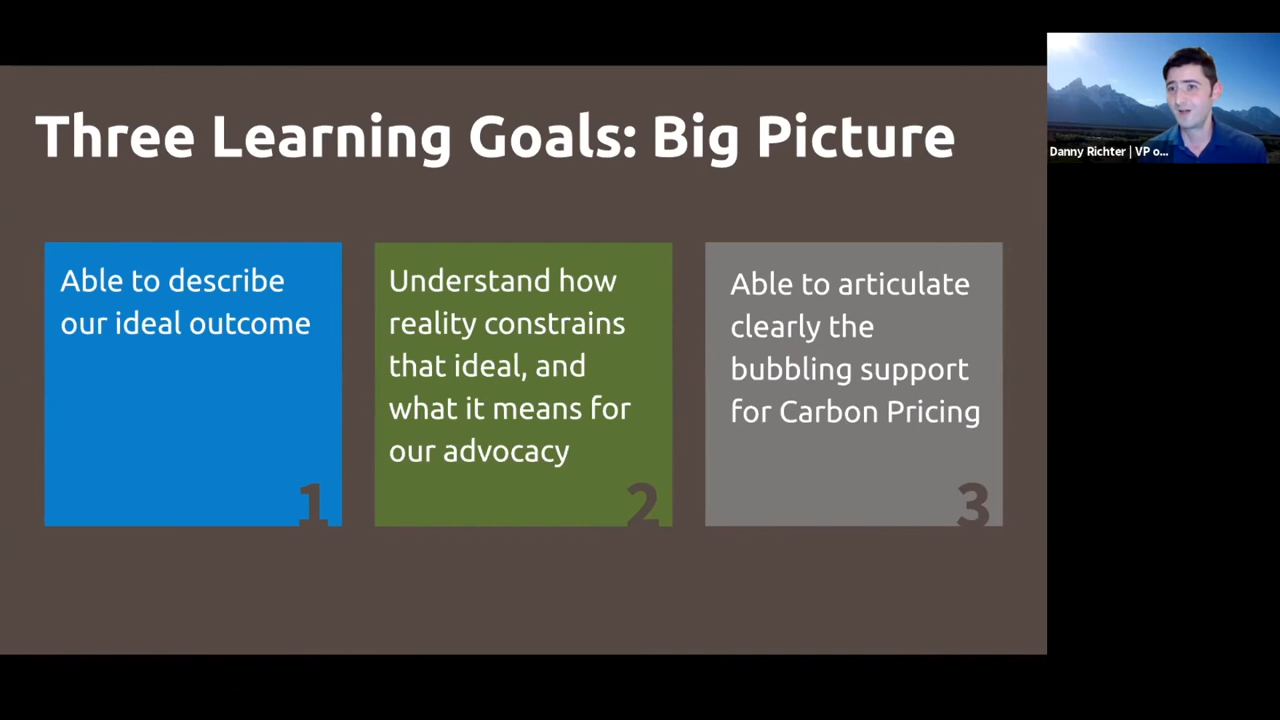 Three Learning Goals: Big Picture
Able to describe
our ideal outcome
1
Understand how
reality constrains
that ideal, and
what it means for
our advocacy
2
Able to articulate
clearly the
bubbling support
for Carbon Pricing
3
Danny Richter | VP o...